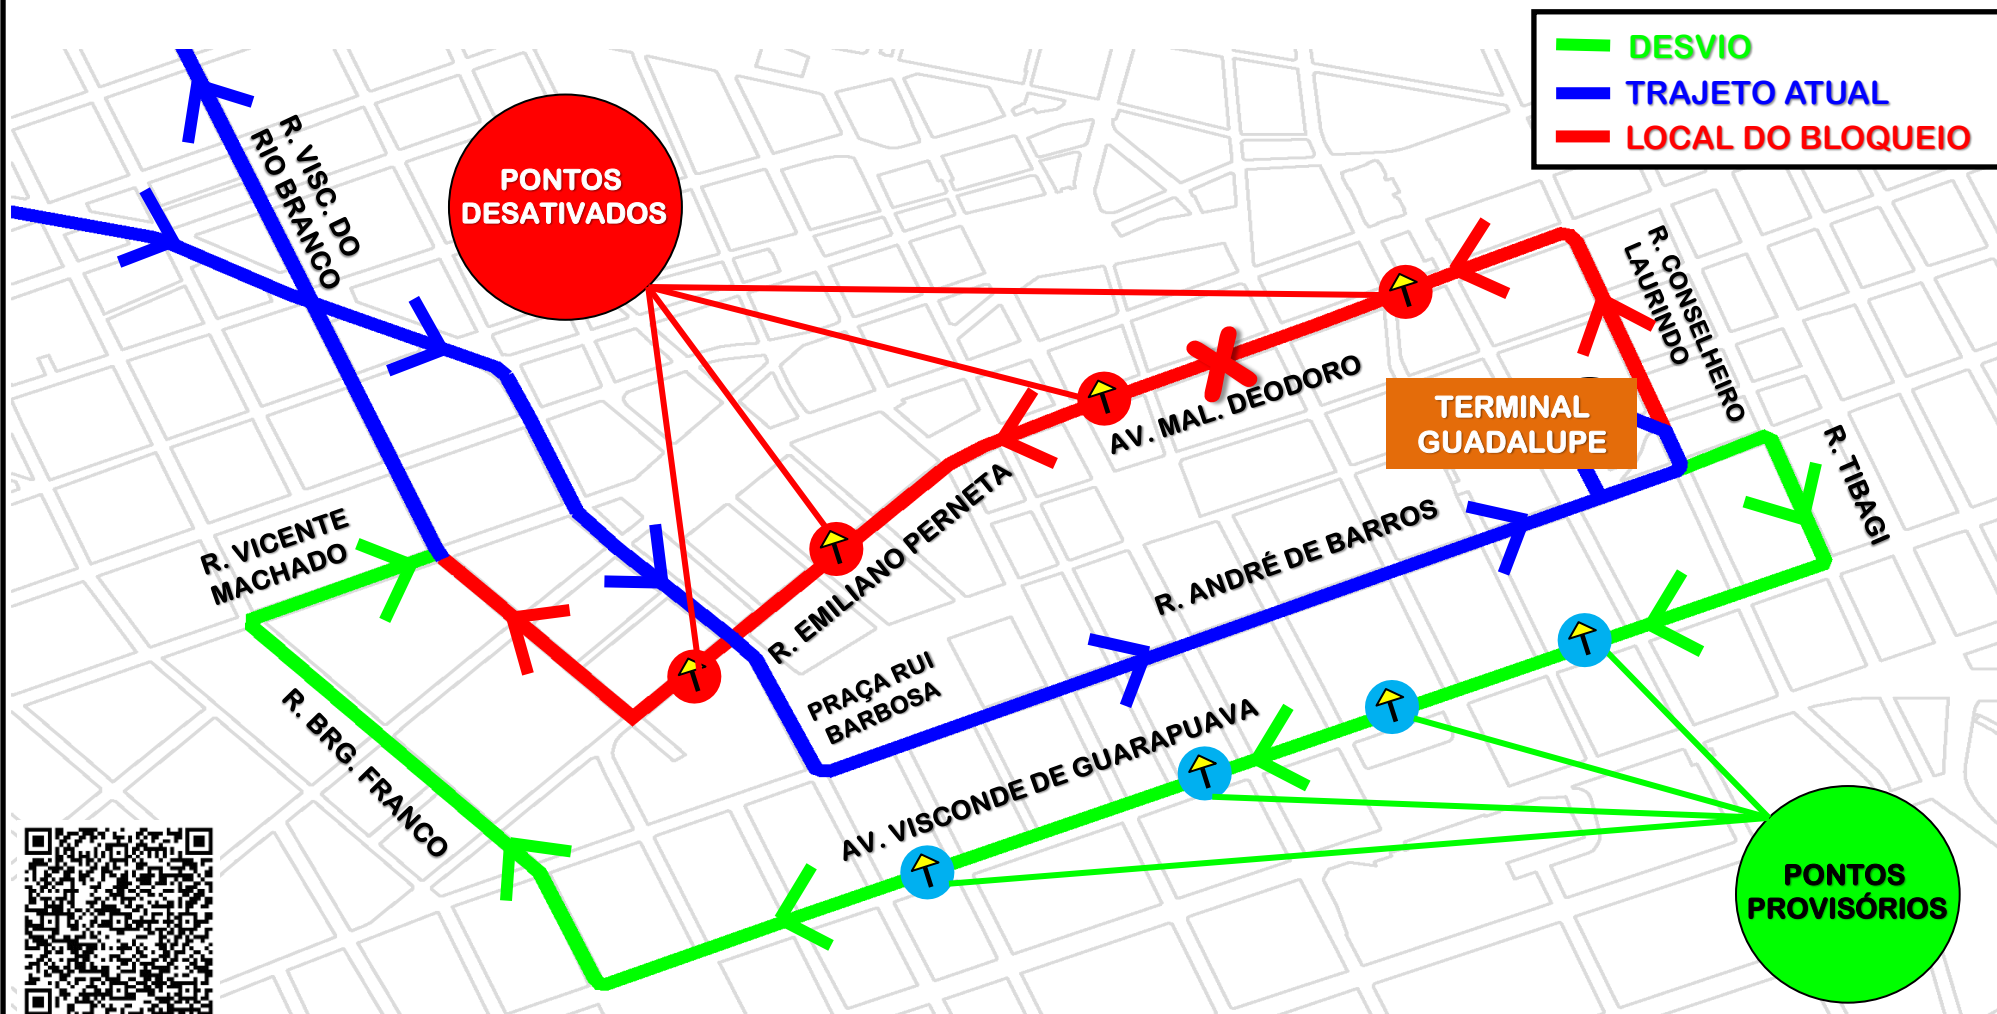 DESVIO
TRAJETO ATUAL
LOCAL DO BLOQUEIO
R. VISC. DO
RIO BRANCO
PONTOS
DESATIVADOS
R. CONSELHEIRO
LAURINDO
AV. MAL. DEODORO
TERMINAL
GUADALUPE
R. TIBAGI
R. EMILIANO PERNETA
R. VICENTE
MACHADO
R. ANDRÉ DE BARROS
PRAÇA RUI
BARBOSA
R. BRG. FRANCO
AV. VISCONDE DE GUARAPUAVA
PONTOS
PROVISÓRIOS